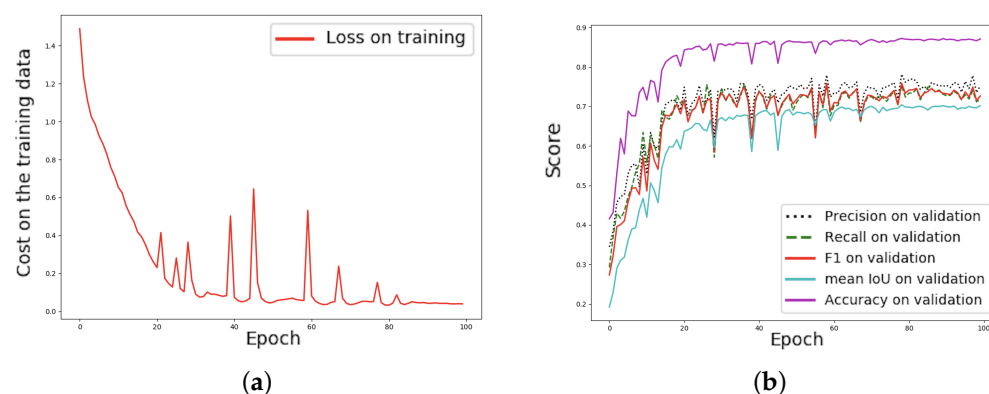 Loss on training
Cost on the training data
1.4
1.2
1.0
0.8
0.6
0.4
0.2
0.0
0
20
40
60
80
100
Epoch
(a)
Score
0.9
0.8
0.7
0.6
0.5
0.4
0.3
0.2
Precision on validation
Recall on validation
F1 on validation
mean IoU on validation
Accuracy on validation
0
20
40
60
80
100
Epoch
(b)